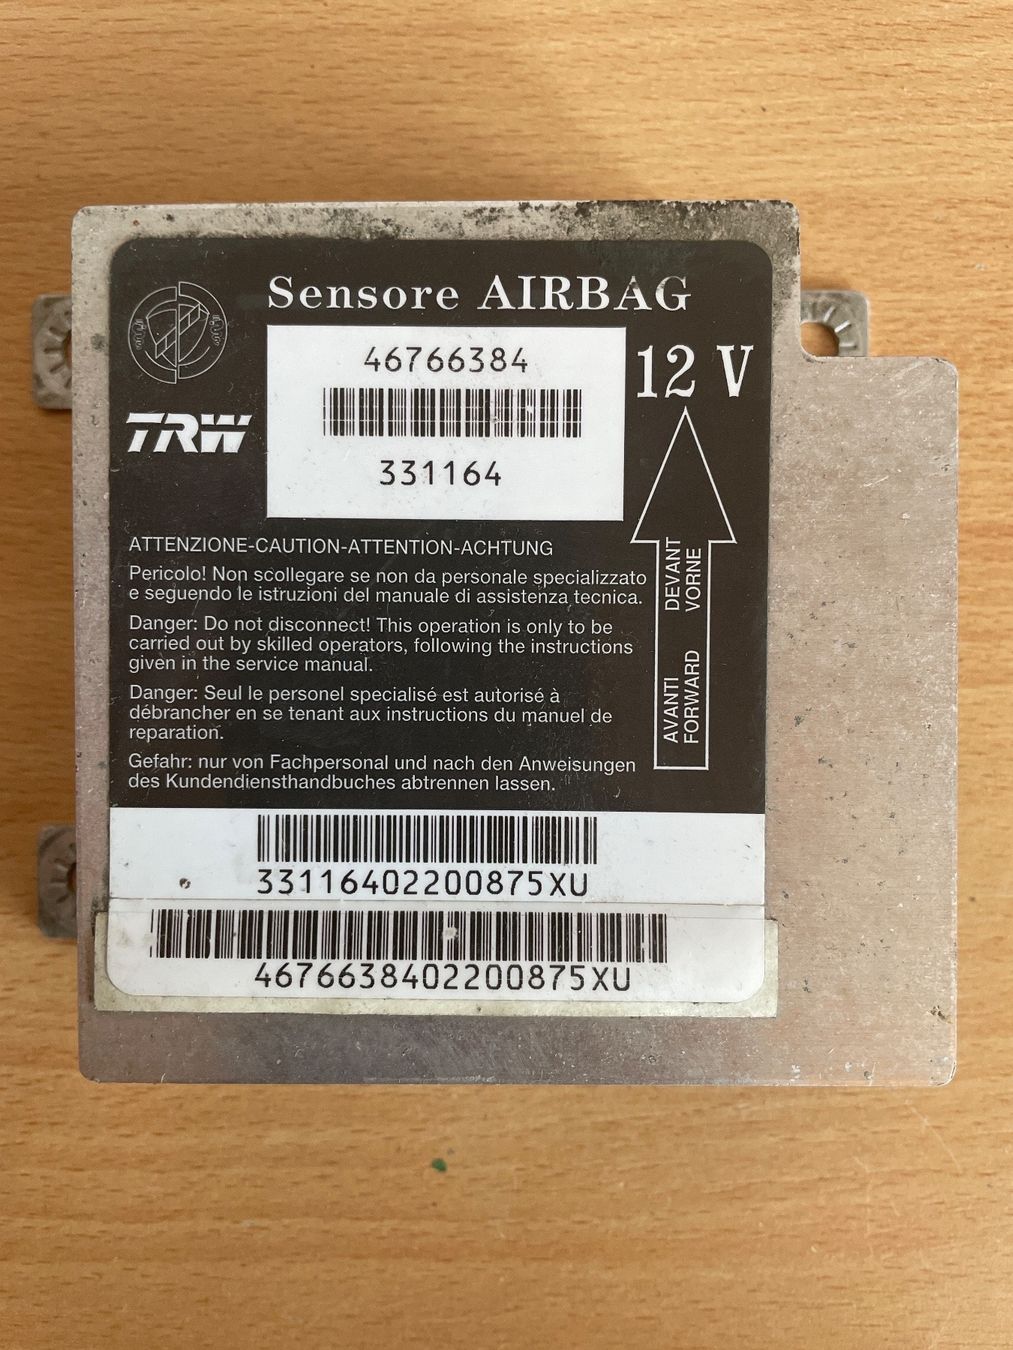 Sensore AIRBAG
46766384
12 V
TRW
331164
ATTENZIONE-CAUTION-ATTENTION-ACHTUNG
Pericolo! Non scollegare se non da personale specializzato
e seguendo le istruzioni del manuale di assistenza tecnica.
Danger: Do not disconnect! This operation is only to be
carried out by skilled operators, following the instructions
given in the service manual.
Danger: Seul le personel specialisé est autorisé à
débrancher en se tenant aux instructions du manuel de
reparation.
Gefahr: nur von Fachpersonal und nach den Anweisungen
des Kundendiensthandbuches abtrennen lassen.
AVANTI DEVANT
FORWARD VORNE
33116402200875XU
4676638402200875XU